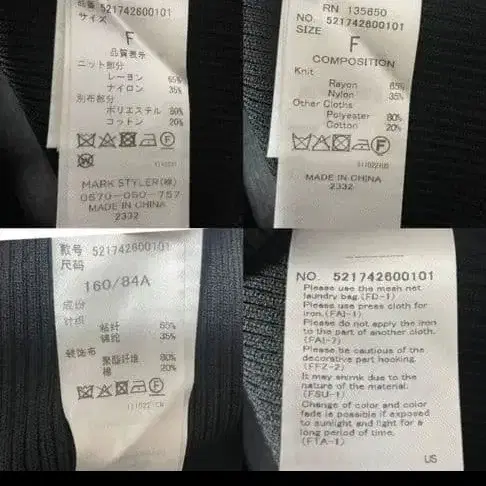 品番 521742600101
サイズ
F
品質表示
ニット部分
レーヨン 65%
ナイロン 35%
別布部分
ポリエステル 80%
コットン 20%
MARK STYLER(株)
0570-050-757
MADE IN CHINA
2332
RN 135850
NO. 521742600101
SIZE
F
COMPOSITION
Knit
Rayon 65%
Nylon 35%
Other Cloths
Polyester 80%
Cotton 20%
MADE IN CHINA
2332
款号 521742600101
尺码
160/84A
成份
针织
粘纤 65%
锦纶 35%
装饰布
聚酯纤维 80%
棉 20%
111022/CN
NO. 521742600101
Please use the mesh net
laundry bag.(FD-1)
Please use press cloth for
iron.(FAI-1)
Please do not apply the iron
to the part of another cloth.
(FAI-7)
Please be cautious of the
decorative part hooking.
(FFZ-2)
It may shrink due to the
nature of the material.
(FSU-1)
Change of color and color
fade is possible if exposed
to sunlight and light for a
long period of time.
(FTA-1)
US